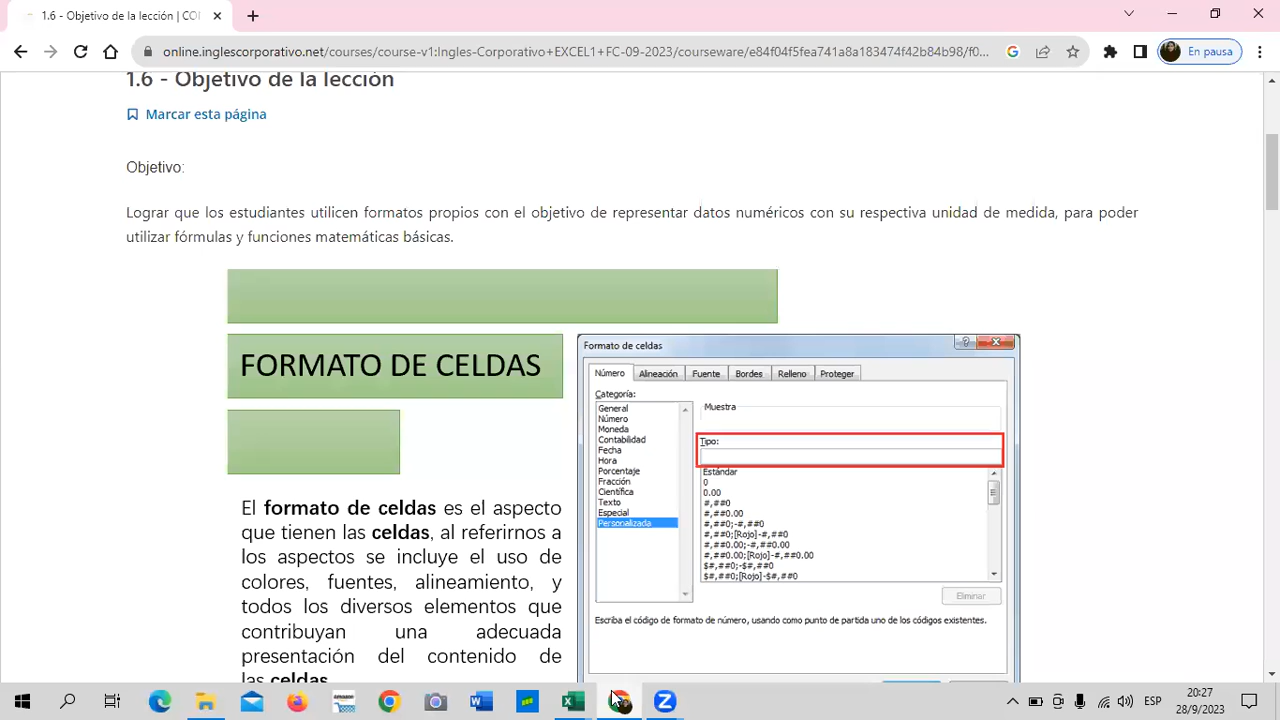 1.6 - Objetivo de la lección | CO
online.inglescorporativo.net/courses/course-v1:Ingles-Corporativo+EXCEL1+FC-09-2023/courseware/e84f04f5fea741a8a183474f42b84b98/f0...
En pausa
1.6 - Objetivo de la lección
Marcar esta página
Objetivo:
Lograr que los estudiantes utilicen formatos propios con el objetivo de representar datos numéricos con su respectiva unidad de medida, para poder
utilizar fórmulas y funciones matemáticas básicas.
FORMATO DE CELDAS
El formato de celdas es el aspecto
que tienen las celdas, al referirnos a
los aspectos se incluye el uso de
colores, fuentes, alineamiento, y
todos los diversos elementos que
contribuyan una adecuada
presentación del contenido de
las celdas.
Formato de celdas
Número Alineación Fuente Bordes Relleno Proteger
Categoría:
General
Número
Moneda
Contabilidad
Fecha
Hora
Porcentaje
Fracción
Científica
Texto
Especial
Personalizada
Muestra
Tipo:
Estándar
0
0.00
#,##0
#,##0.00
#,##0;-#,##0
#,##0;[Rojo]-#,##0
#,##0.00;-#,##0.00
#,##0.00;[Rojo]-#,##0.00
$#,##0;-$#,##0
$#,##0;[Rojo]-$#,##0
Eliminar
Escriba el código de formato de número, usando como punto de partida uno de los códigos existentes.
ESP
20:27
28/9/2023